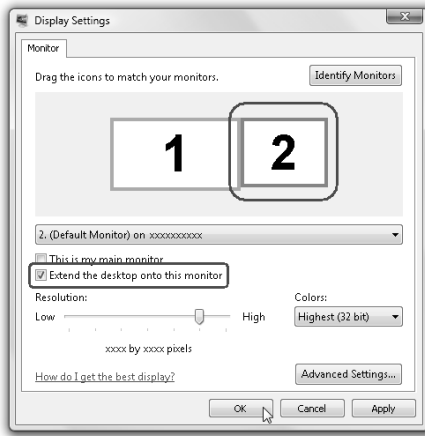 Display Settings
Monitor
Drag the icons to match your monitors.
Identify Monitors
1
2
2. (Default Monitor) on xxxxxxxxxx
This is my main monitor
Extend the desktop onto this monitor
Resolution:
Low
High
xxxx by xxxx pixels
Colors:
Highest (32 bit)
How do I get the best display?
Advanced Settings...
OK
Cancel
Apply